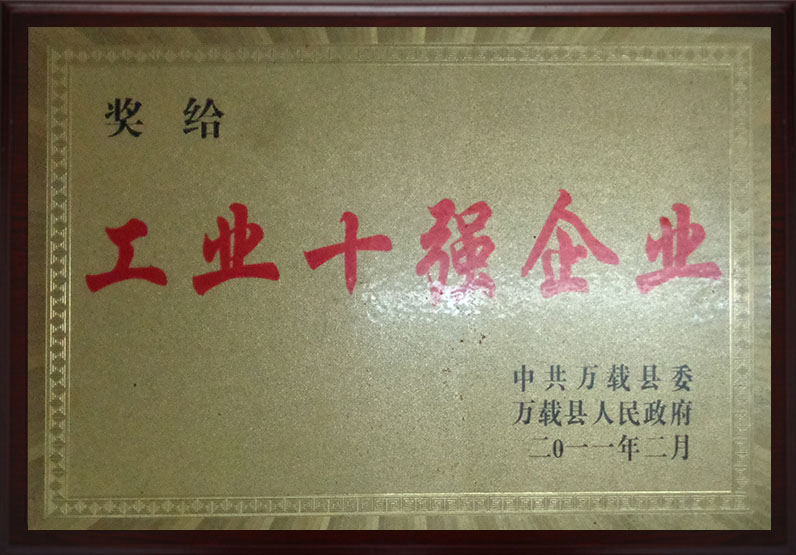 奖给
工业十强企业
中共万载县委
万载县人民政府
二0一一年二月